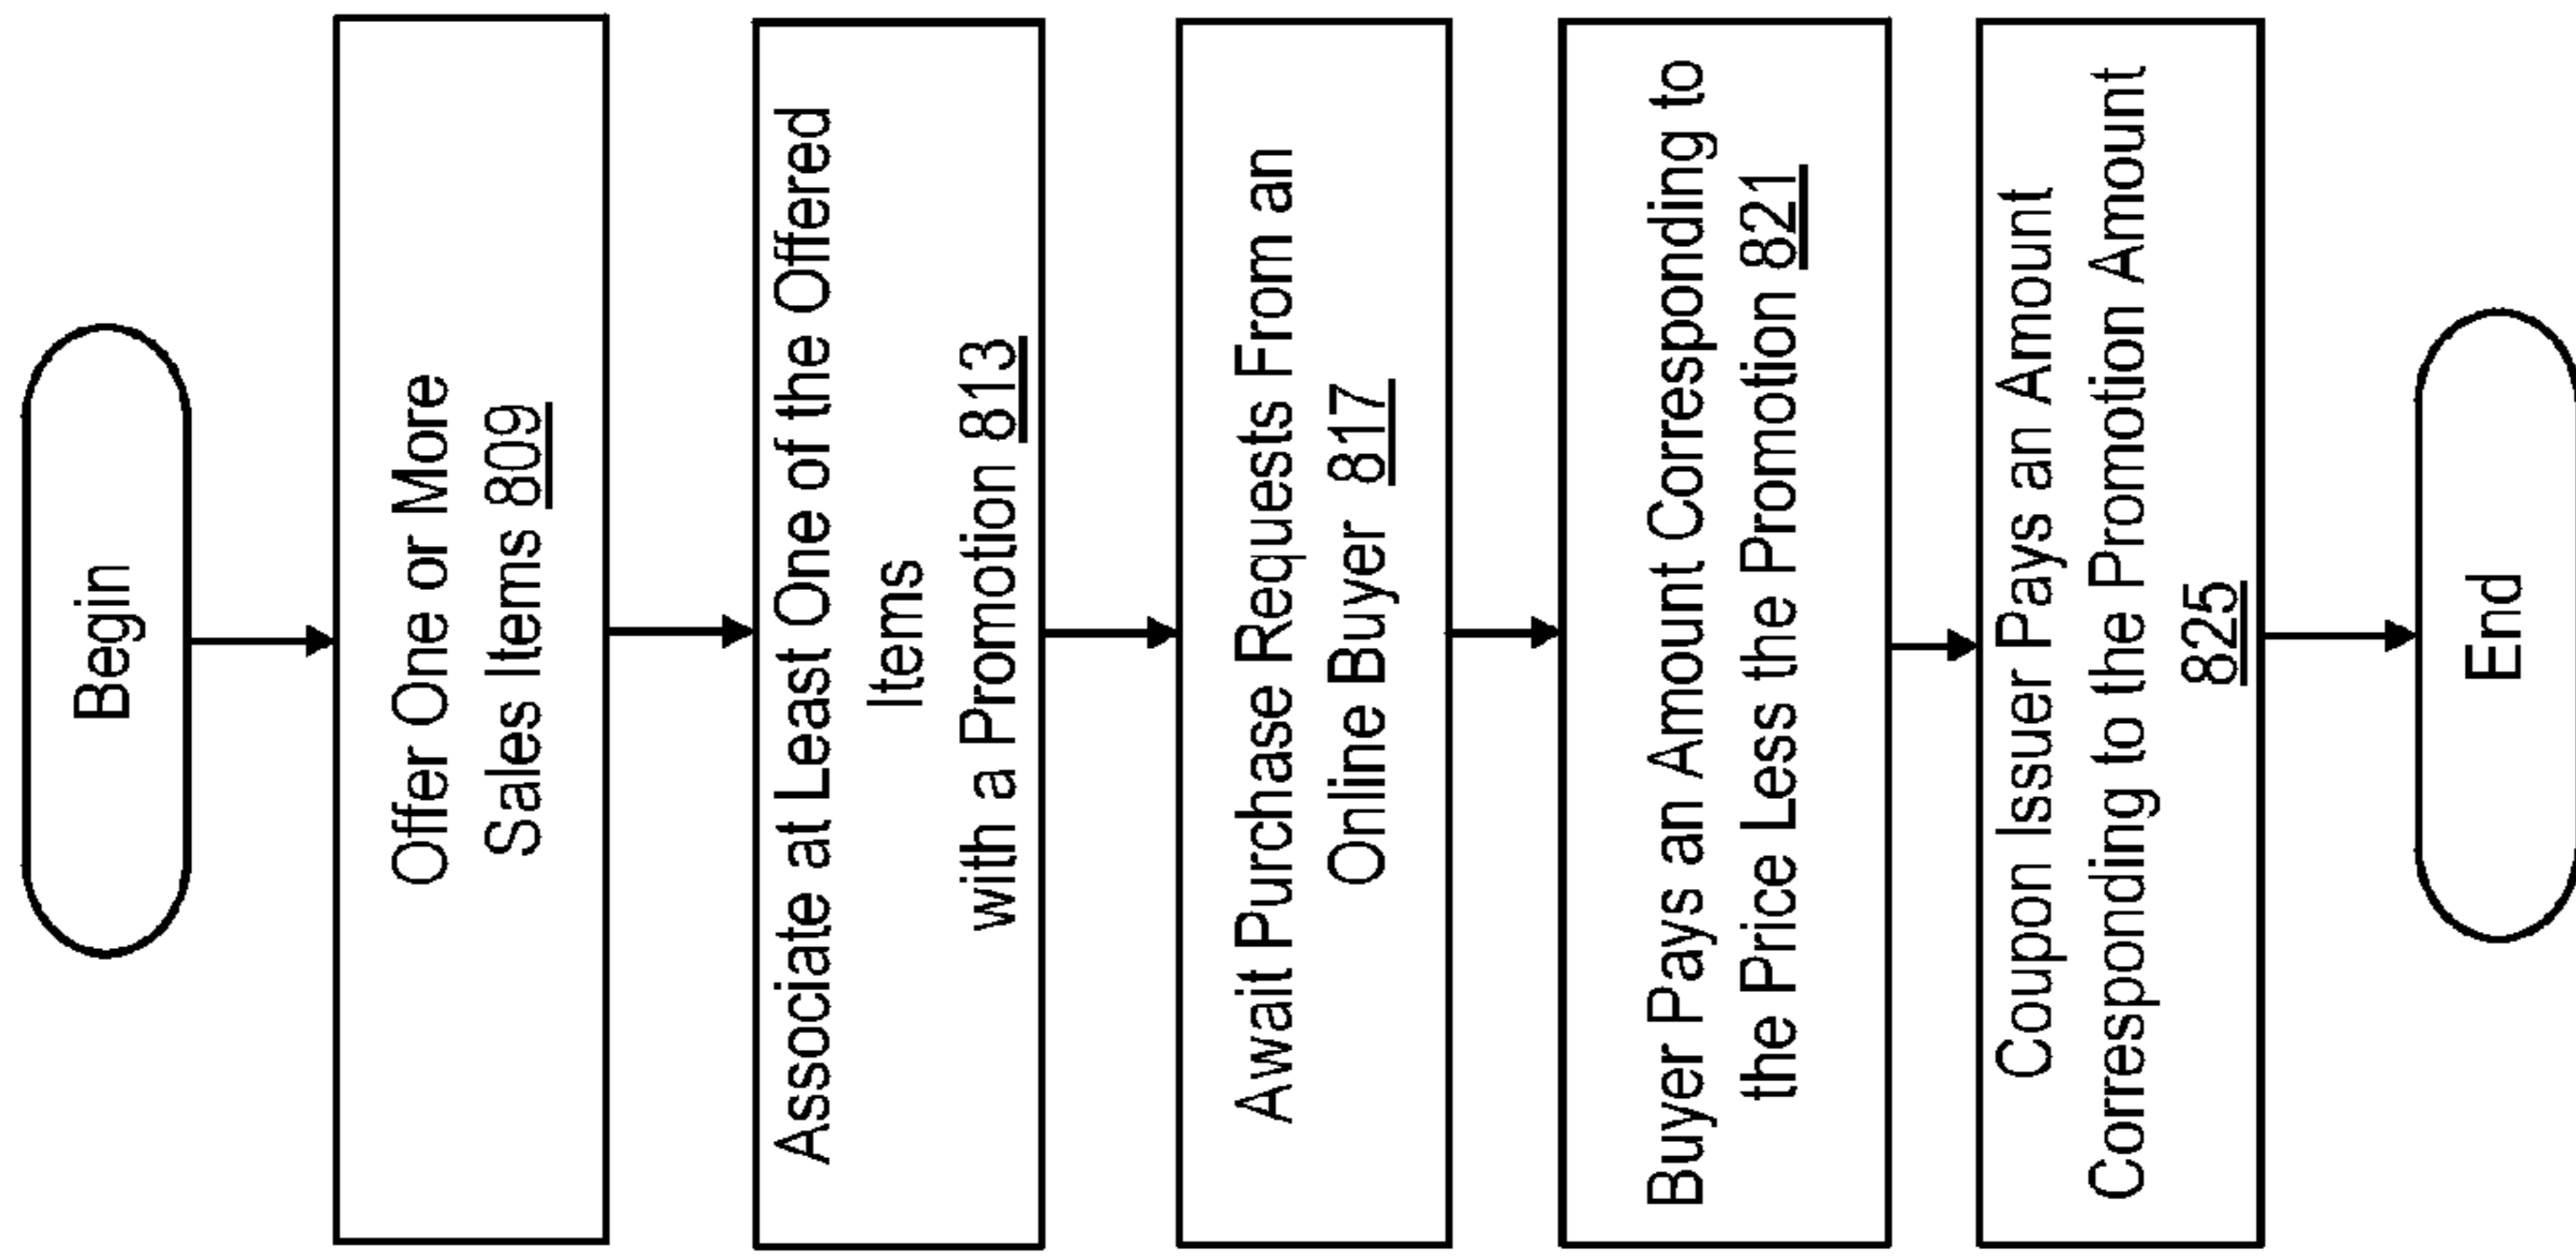 Begin
Offer One or More
Sales Items 809
Associate at Least One of the Offered
Items
with a Promotion 813
Await Purchase Requests From an
Online Buyer 817
Buyer Pays an Amount Corresponding to
the Price Less the Promotion 821
Coupon Issuer Pays an Amount
Corresponding to the Promotion Amount
825
End